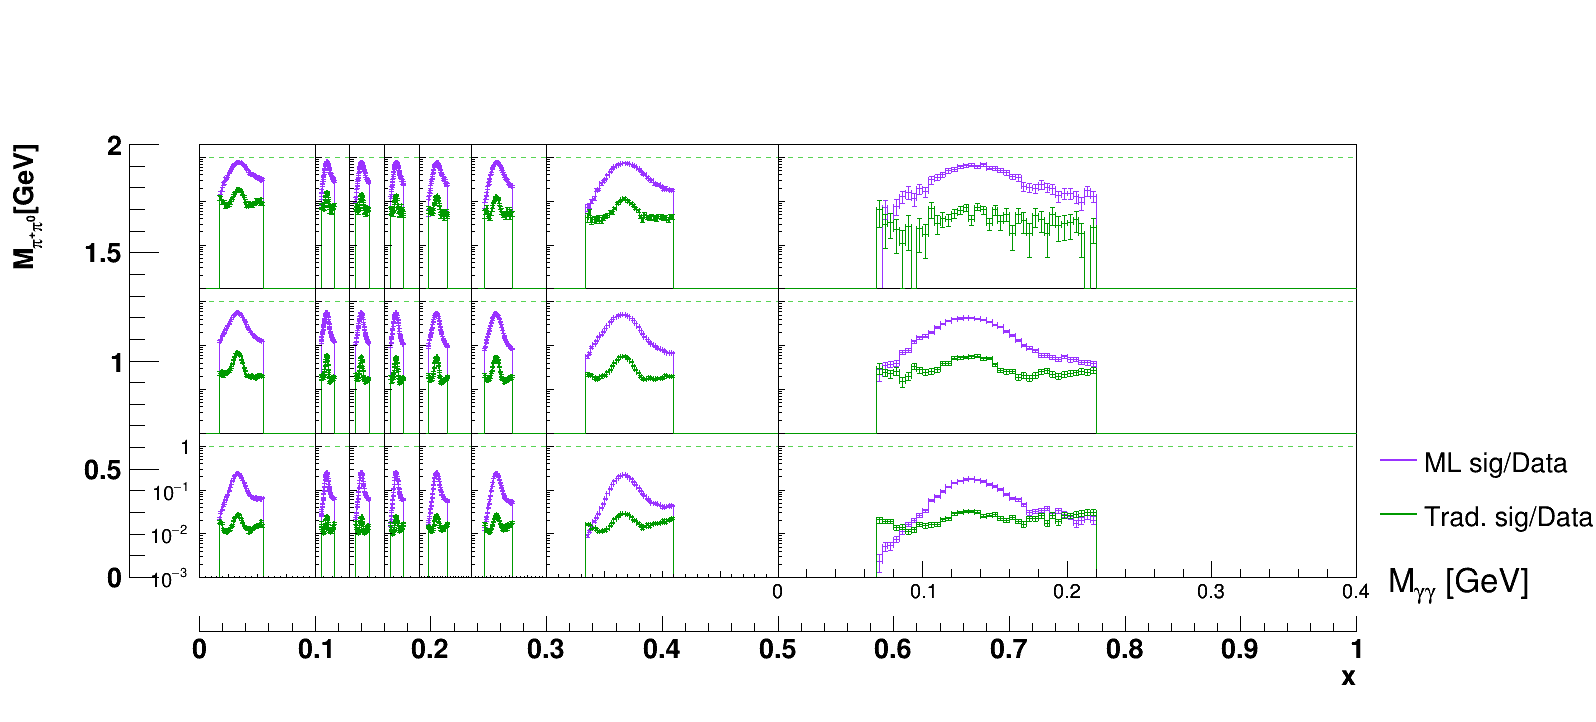 M_{π⁺π⁰}[GeV]
2
1.5
1
0.5
0
1
10⁻¹
10⁻²
10⁻³
0 0.1 0.2 0.3 0.4
M_{γγ} [GeV]
0 0.1 0.2 0.3 0.4 0.5 0.6 0.7 0.8 0.9 1
x
ML sig/Data
Trad. sig/Data